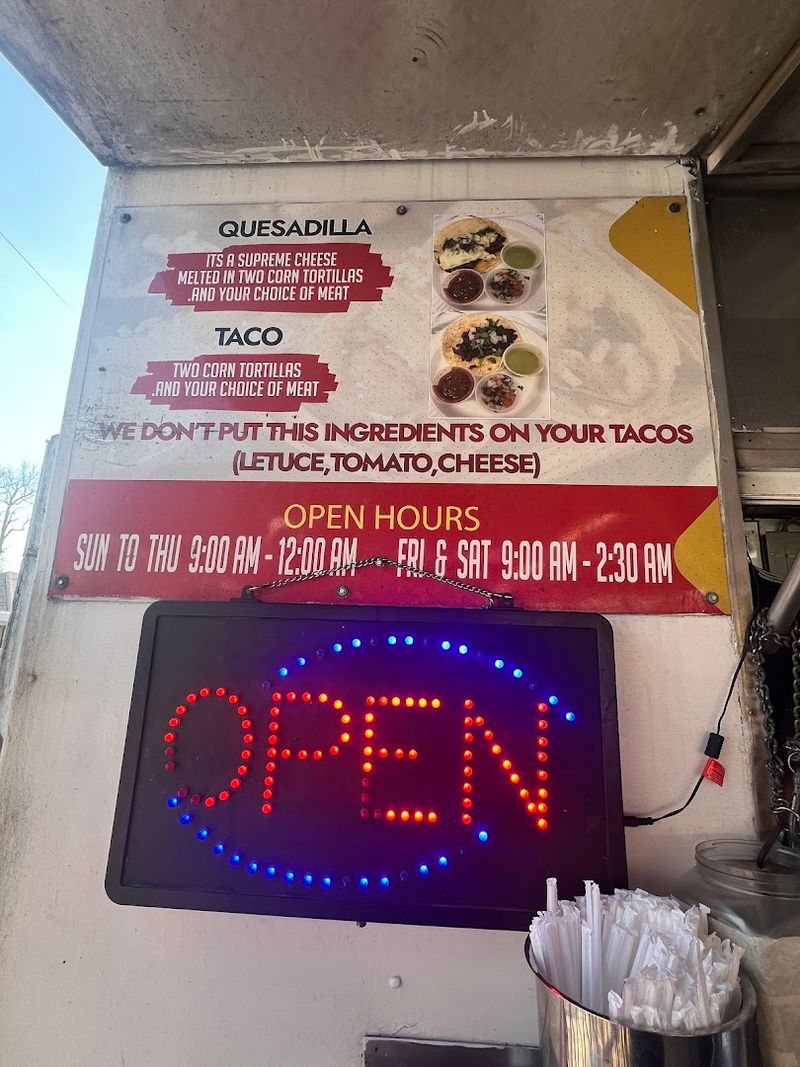 QUESADILLA
ITS A SUPREME CHEESE
MELTED IN TWO CORN TORTILLAS
.AND YOUR CHOICE OF MEAT
TACO
TWO CORN TORTILLAS
.AND YOUR CHOICE OF MEAT
WE DON'T PUT THIS INGREDIENTS ON YOUR TACOS
(LETUCE,TOMATO,CHEESE)
OPEN HOURS
SUN TO THU 9:00 AM - 12:00 AM FRI & SAT 9:00 AM - 2:30 AM
OPEN